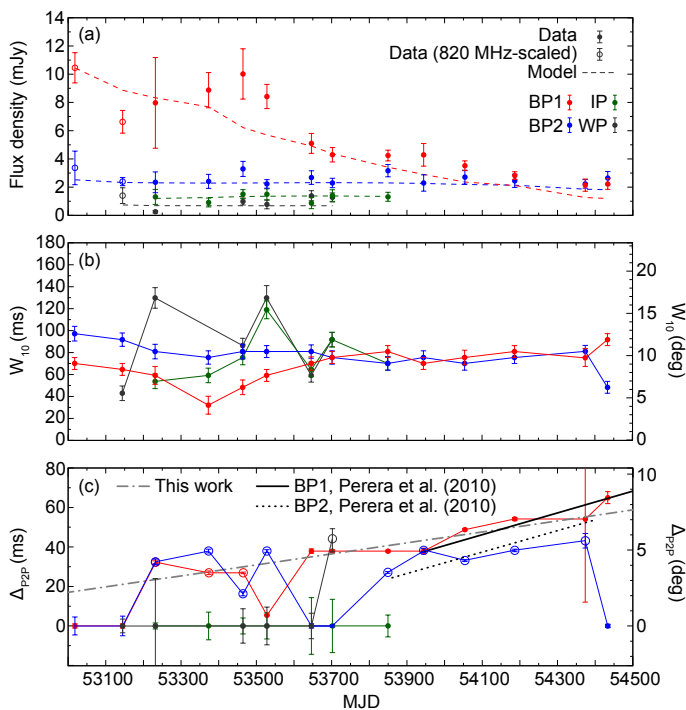 14
12
10
8
6
4
2
0
Flux density (mJy)
(a)
Data
Data (820 MHz-scaled)
Model
BP1 IP
BP2 WP
180
160
140
120
100
80
60
40
20
0
W10 (ms)
(b)
20
15
10
5
0
W10 (deg)
80
60
40
20
0
ΔP2P (ms)
(c)
This work
BP1, Perera et al. (2010)
BP2, Perera et al. (2010)
10
5
0
ΔP2P (deg)
53100 53300 53500 53700 53900 54100 54300 54500
MJD